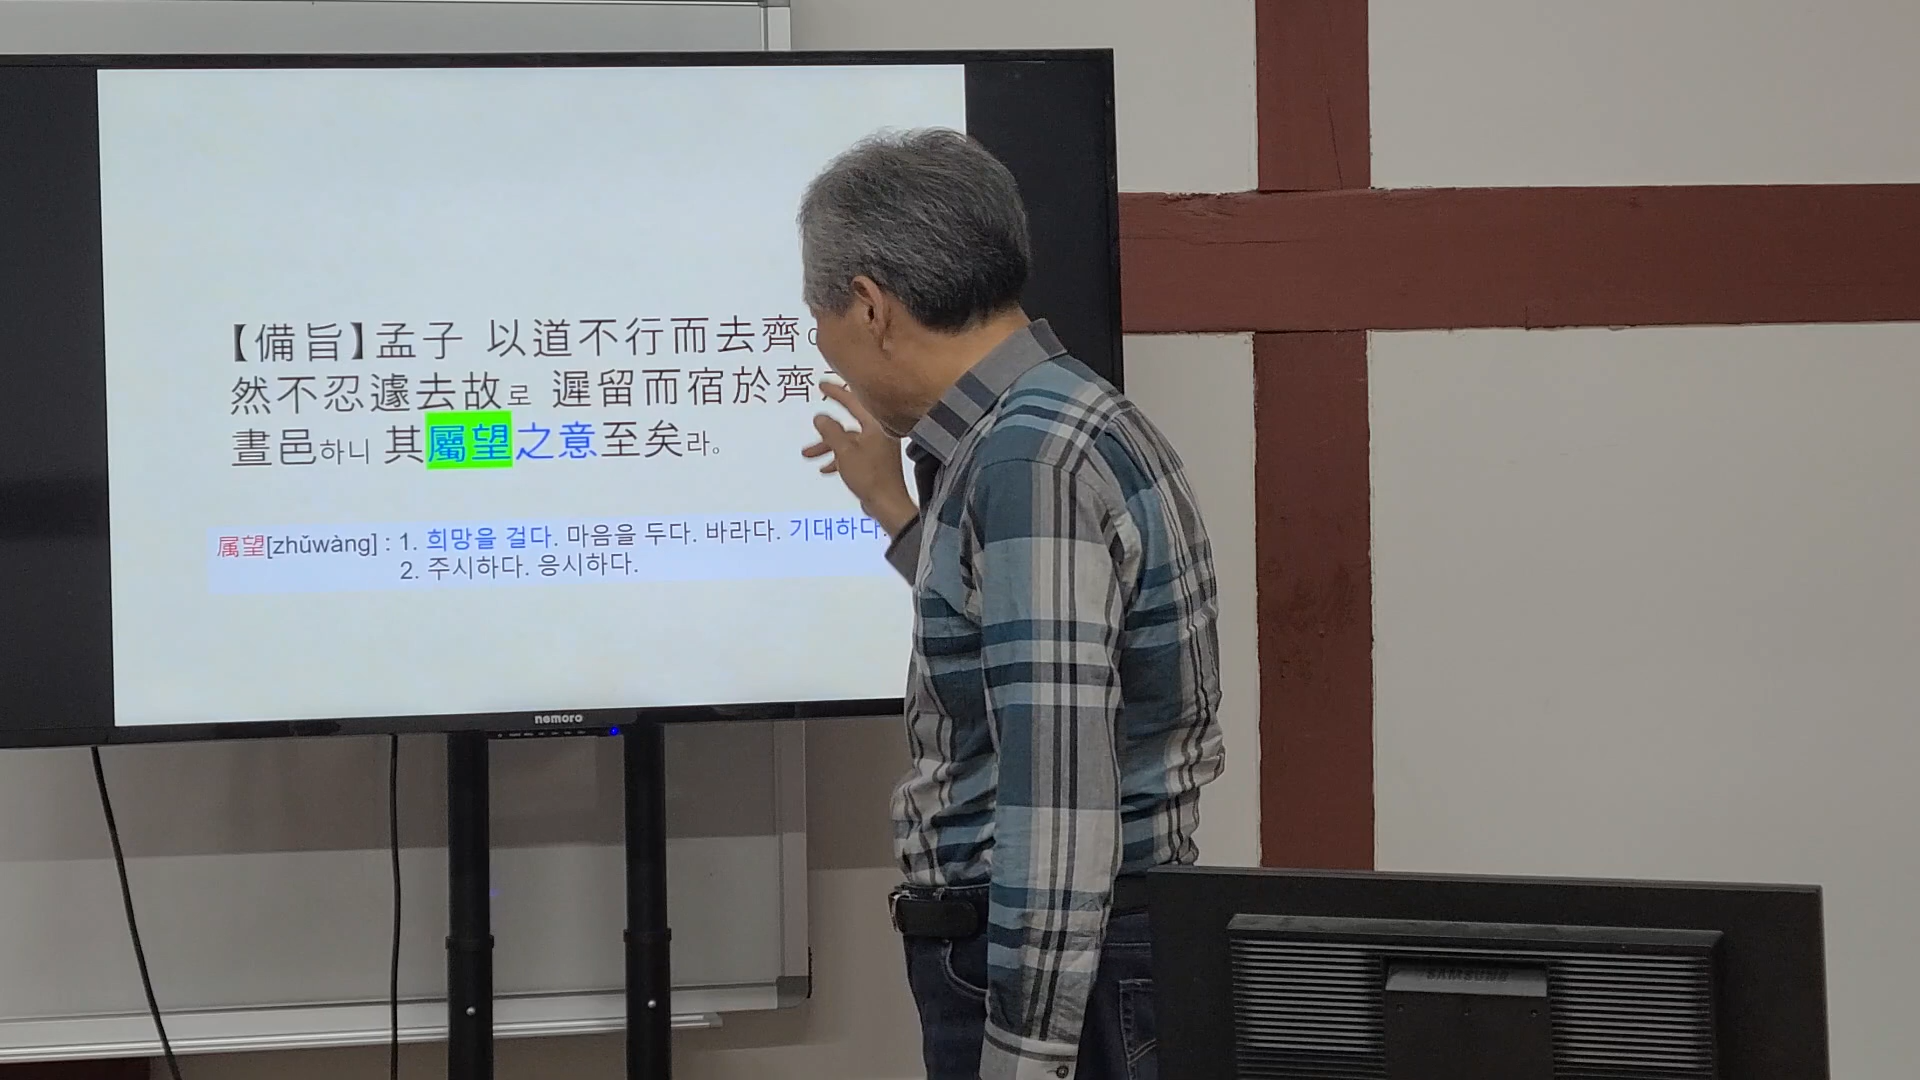 【備旨】孟子 以道不行而去齊
然不忍遽去故로 遲留而宿於齊
晝邑하니 其屬望之意至矣라。
属望[zhǔwàng] : 1. 희망을 걸다. 마음을 두다. 바라다. 기대하다.
2. 주시하다. 응시하다.
nemoro
SAMSUNG